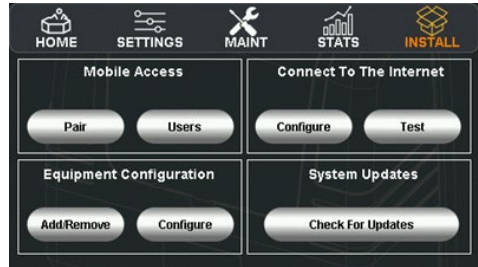 HOME SETTINGS MAINT STATS INSTALL
Mobile Access
Pair Users
Connect To The Internet
Configure Test
Equipment Configuration
Add/Remove Configure
System Updates
Check For Updates